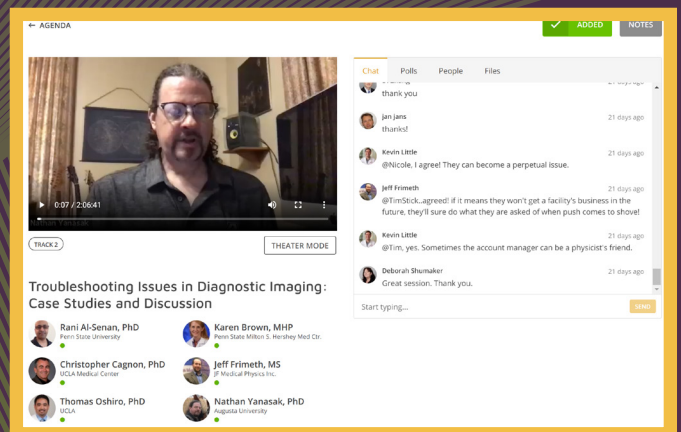 ← AGENDA
ADDED
NOTES
Chat Polls People Files
21 days ago
thank you
jan jans 21 days ago
thanks!
Kevin Little 21 days ago
@Nicole, I agree! They can become a perpetual issue.
Jeff Frimeth 21 days ago
@TimStick..agreed! if it means they won't get a facility's business in the
future, they'll sure do what they are asked of when push comes to shove!
Kevin Little 21 days ago
@Tim, yes. Sometimes the account manager can be a physicist's friend.
Deborah Shumaker 21 days ago
Great session. Thank you.
Start typing...
SEND
0:07 / 2:06:41
Nathan Yanasak
TRACK 2
THEATER MODE
Troubleshooting Issues in Diagnostic Imaging:
Case Studies and Discussion
Rani Al-Senan, PhD
Penn State University
Karen Brown, MHP
Penn State Milton S. Hershey Med Ctr.
Christopher Cagnon, PhD
UCLA Medical Center
Jeff Frimeth, MS
JF Medical Physics Inc.
Thomas Oshiro, PhD
UCLA
Nathan Yanasak, PhD
Augusta University